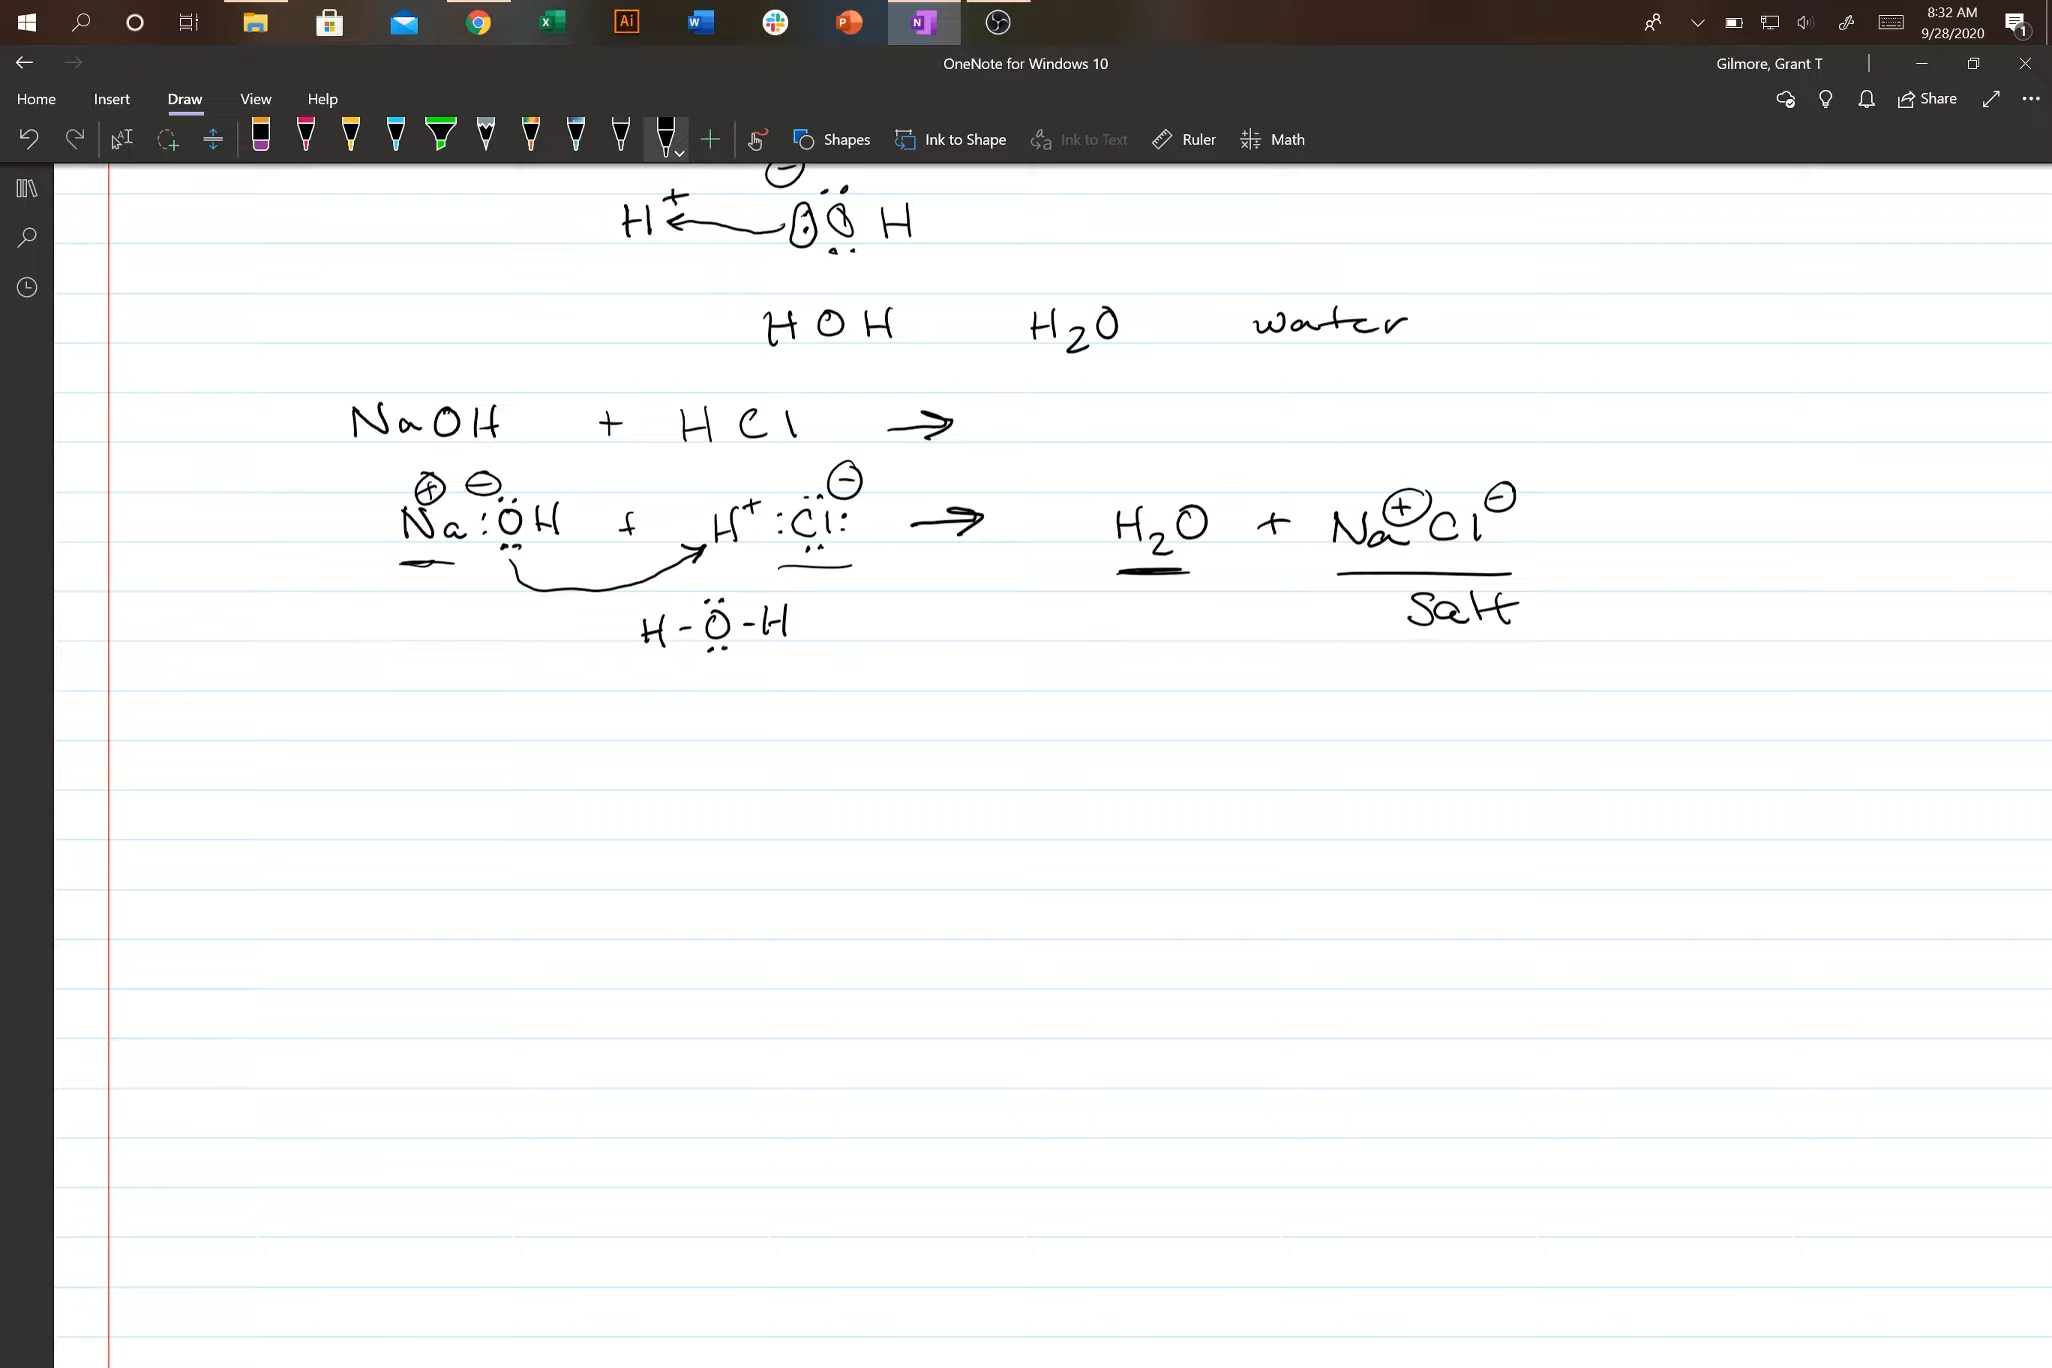 8:32 AM
9/28/2020
1
OneNote for Windows 10
Gilmore, Grant T
Home Insert Draw View Help
Share
Shapes Ink to Shape Ink to Text Ruler Math
⊖
H⁺ ← :Ö H
H O H H₂O water
NaOH + HCl →
Na⊕ ⊖:ÖH + H⁺ :Cl:⊖ → H₂O + Na⊕Cl⊖
Salt
H-Ö-H